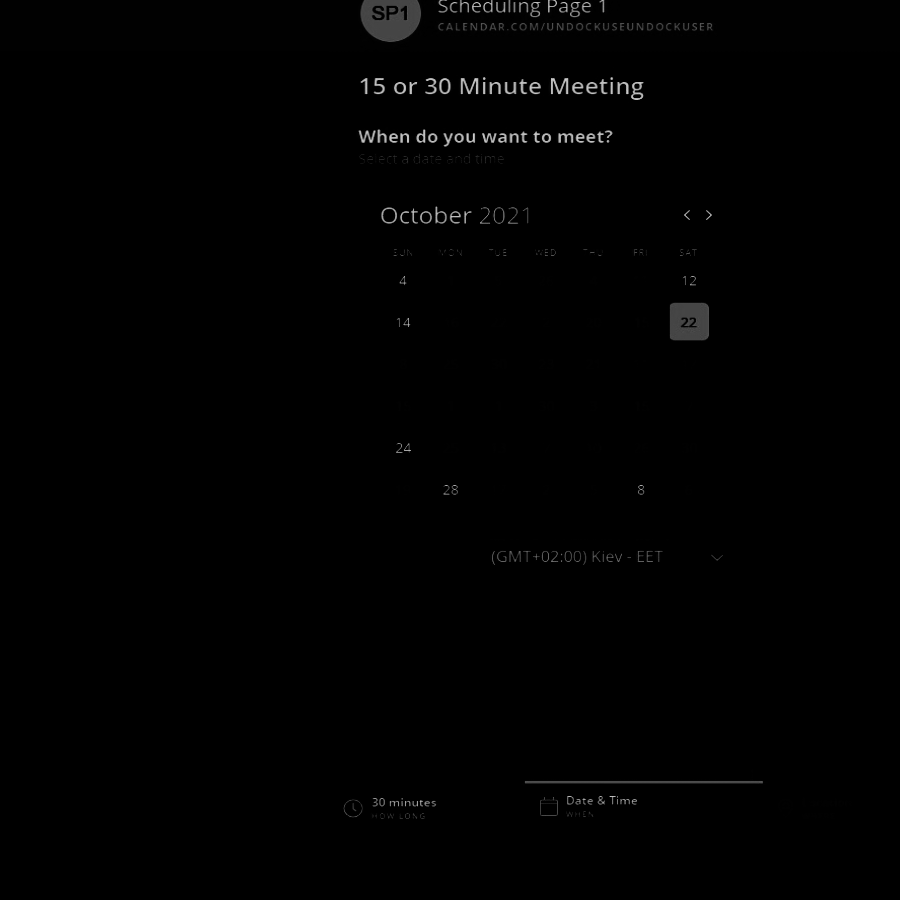 SP1
Scheduling Page 1
CALENDAR.COM/UNDOCKUSEUNDOCKUSER
15 or 30 Minute Meeting
When do you want to meet?
Select a date and time
October 2021
SUN MON TUE WED THU FRI SAT
4 12
14 22
24
28 8
(GMT+02:00) Kiev - EET
30 minutes
HOW LONG
Date & Time
WHEN